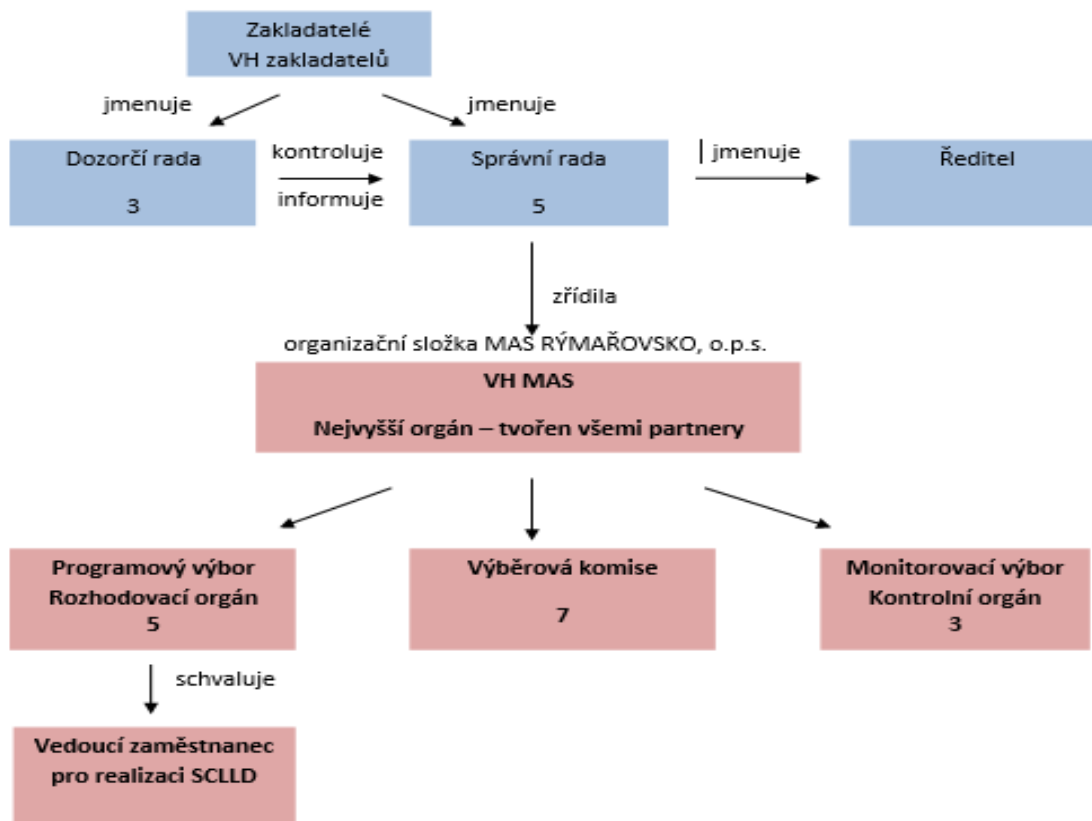 Zakladatelé
VH zakladatelů
jmenuje
jmenuje
Dozorčí rada
3
kontroluje
informuje
Správní rada
5
jmenuje
Ředitel
zřídila
organizační složka MAS RÝMAŘOVSKO, o.p.s.
VH MAS
Nejvyšší orgán – tvořen všemi partnery
Programový výbor
Rozhodovací orgán
5
Výběrová komise
7
Monitorovací výbor
Kontrolní orgán
3
schvaluje
Vedoucí zaměstnanec
pro realizaci SCLLD